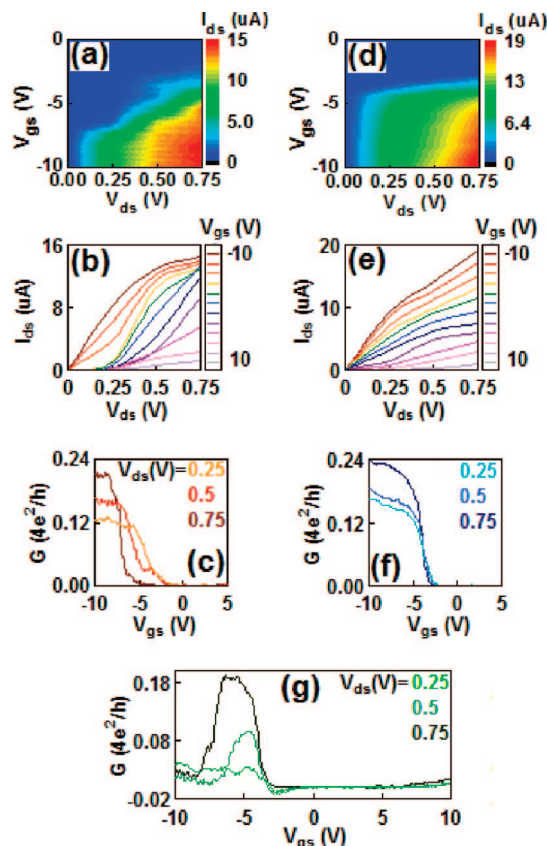 I_ds (uA)
(a)
0
-5
-10
V_gs (V)
15
10
5.0
0
0.00 0.25 0.50 0.75
V_ds (V)
I_ds (uA)
(d)
0
-5
-10
V_gs (V)
19
13
6.4
0
0.00 0.25 0.50 0.75
V_ds (V)
V_gs (V)
(b)
16
8
0
I_ds (uA)
-10
10
0 0.25 0.50 0.75
V_ds (V)
V_gs (V)
(e)
20
10
0
I_ds (uA)
-10
10
0 0.25 0.50 0.75
V_ds (V)
0.24
0.12
0.00
G (4e²/h)
V_ds(V)=0.25
0.5
0.75
(c)
-10 -5 0 5
V_gs (V)
0.24
0.12
0.00
G (4e²/h)
0.25
0.5
0.75
(f)
-10 -5 0 5
V_gs (V)
(g)
0.18
0.08
-0.02
G (4e²/h)
V_ds(V)=0.25
0.5
0.75
-10 -5 0 5 10
V_gs (V)